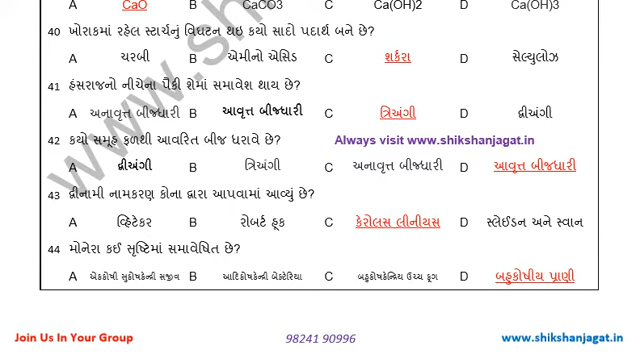 A CaO B CaCO3 C Ca(OH)2 D Ca(OH)3
40 ખોરાકમાં રહેલ સ્ટાર્ચનું વિઘટન થઇ કયો સાદો પદાર્થ બને છે?
A ચરબી B એમીનો એસિડ C શર્કરા D સેલ્યુલોઝ
41 હંસરાજનો નીચેના પૈકી શેમાં સમાવેશ થાય છે?
A અનાવૃત્ત બીજધારી B આવૃત્ત બીજધારી C ત્રિઅંગી D દ્વીઅંગી
42 કયો સમૂહ ફળથી આવરિત બીજ ધરાવે છે? Always visit www.shikshanjagat.in
A દ્વીઅંગી B ત્રિઅંગી C અનાવૃત્ત બીજધારી D આવૃત્ત બીજધારી
43 દ્વીનામી નામકરણ કોના દ્વારા આપવામાં આવ્યું છે?
A વ્હિટેકર B રોબર્ટ હૂક C કેરોલસ લીનીયસ D સ્લેઈડન અને સ્વાન
44 મોનેરા કઈ સૃષ્ટિમાં સમાવેષિત છે?
A એકકોષી સુકોષકેન્દ્રી સજીવ B આદિકોષકેન્દ્રી બેક્ટેરિયા C બહુકોષકેન્દ્રિય ઉચ્ચ ફૂગ D બહુકોષીય પ્રાણી
Join Us In Your Group 98241 90996 www.shikshanjagat.in